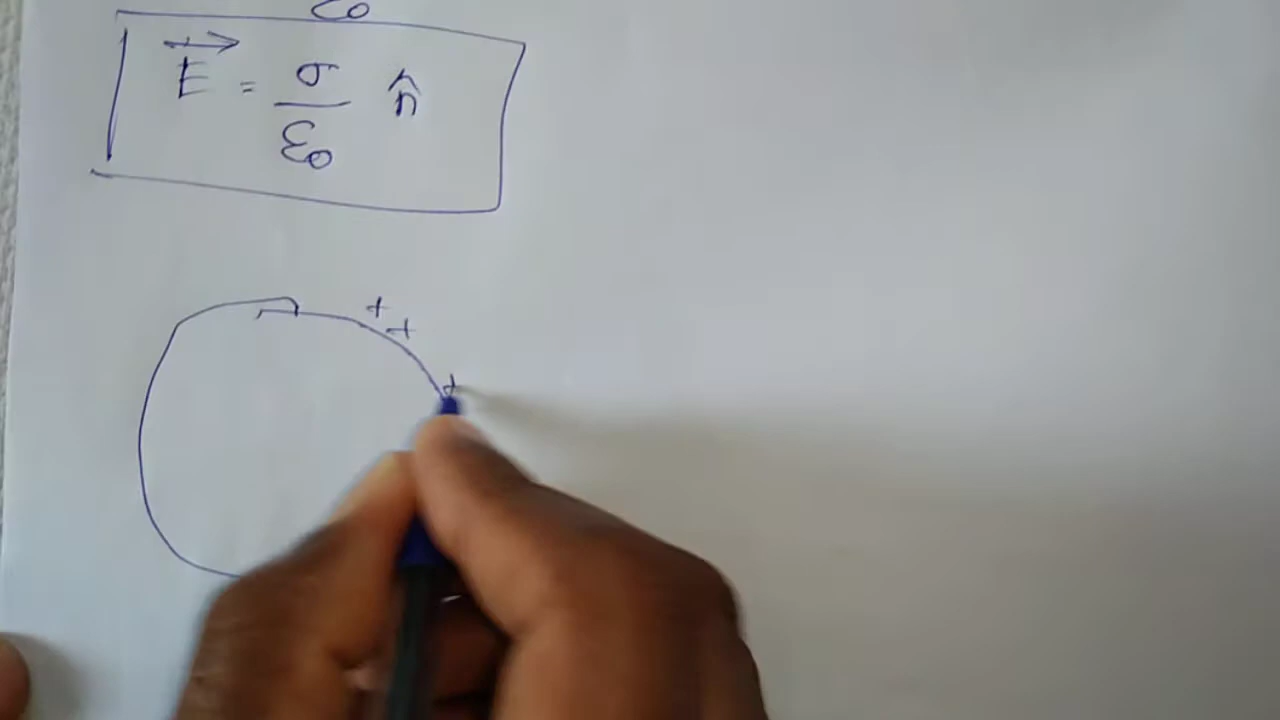 ε₀
E⃗ = σ/ε₀ n̂
+ +
+